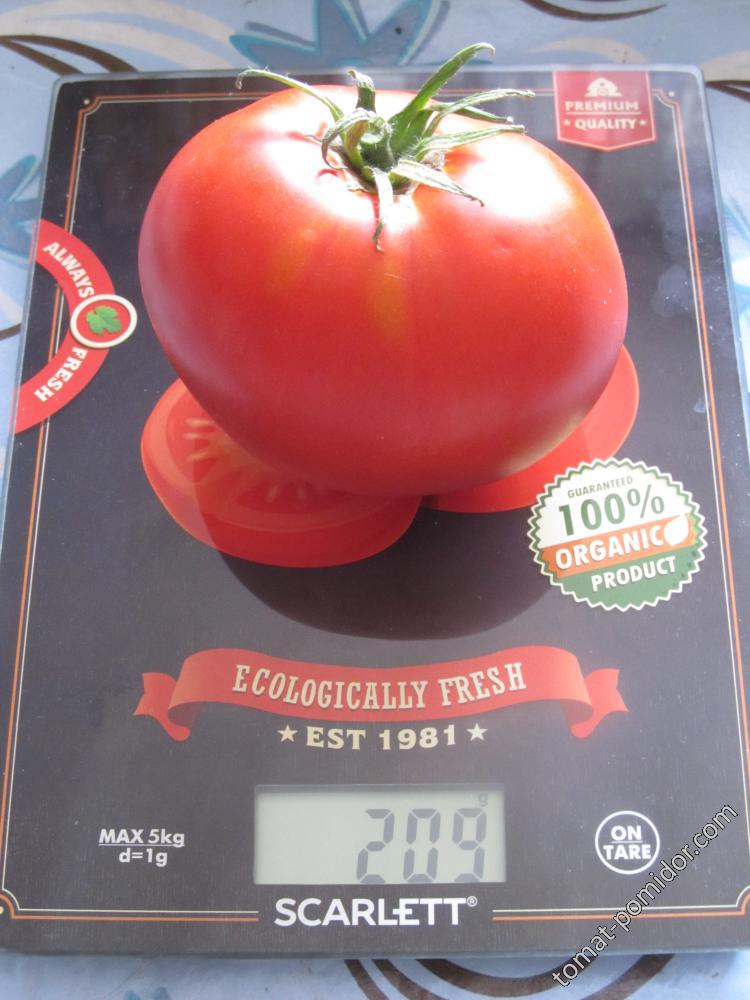 PREMIUM
QUALITY
ALWAYS
FRESH
GUARANTEED
100%
ORGANIC
PRODUCT
ECOLOGICALLY FRESH
EST 1981
MAX 5kg
d=1g
209 g
ON
TARE
SCARLETT®
tomat-pomidor.com